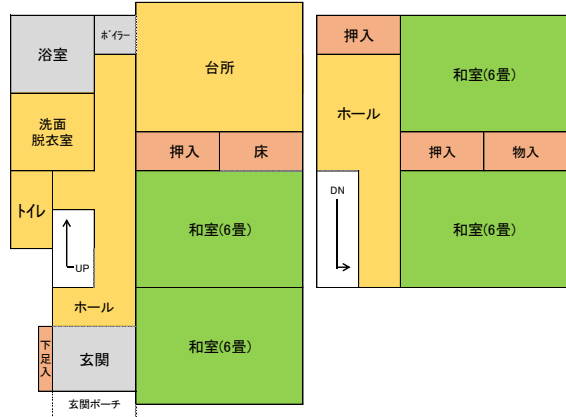 浴室
ﾎﾞｲﾗｰ
台所
洗面
脱衣室
押入
床
トイレ
和室(6畳)
UP
ホール
和室(6畳)
下
足
入
玄関
玄関ポーチ
押入
和室(6畳)
ホール
押入
物入
DN
和室(6畳)